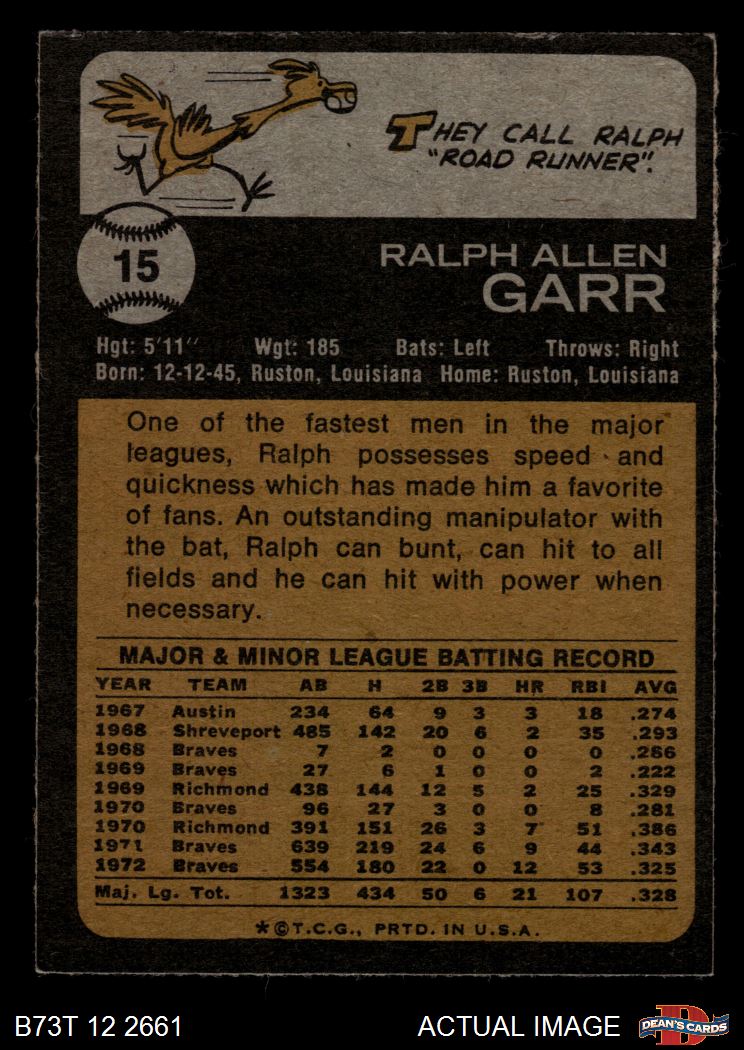 THEY CALL RALPH
"ROAD RUNNER".
15
RALPH ALLEN
GARR
Hgt: 5'11" Wgt: 185 Bats: Left Throws: Right
Born: 12-12-45, Ruston, Louisiana Home: Ruston, Louisiana
One of the fastest men in the major
leagues, Ralph possesses speed and
quickness which has made him a favorite
of fans. An outstanding manipulator with
the bat, Ralph can bunt, can hit to all
fields and he can hit with power when
necessary.
MAJOR & MINOR LEAGUE BATTING RECORD
YEAR TEAM AB H 2B 3B HR RBI AVG
1967 Austin 234 64 9 3 3 18 .274
1968 Shreveport 485 142 20 6 2 35 .293
1968 Braves 7 2 0 0 0 0 .286
1969 Braves 27 6 1 0 0 2 .222
1969 Richmond 438 144 12 5 2 25 .329
1970 Braves 96 27 3 0 0 8 .281
1970 Richmond 391 151 26 3 7 51 .386
1971 Braves 639 219 24 6 9 44 .343
1972 Braves 554 180 22 0 12 53 .325
Maj. Lg. Tot. 1323 434 50 6 21 107 .328
*©T.C.G., PRTD. IN U.S.A.
B73T 12 2661 ACTUAL IMAGE D DEAN'S CARDS